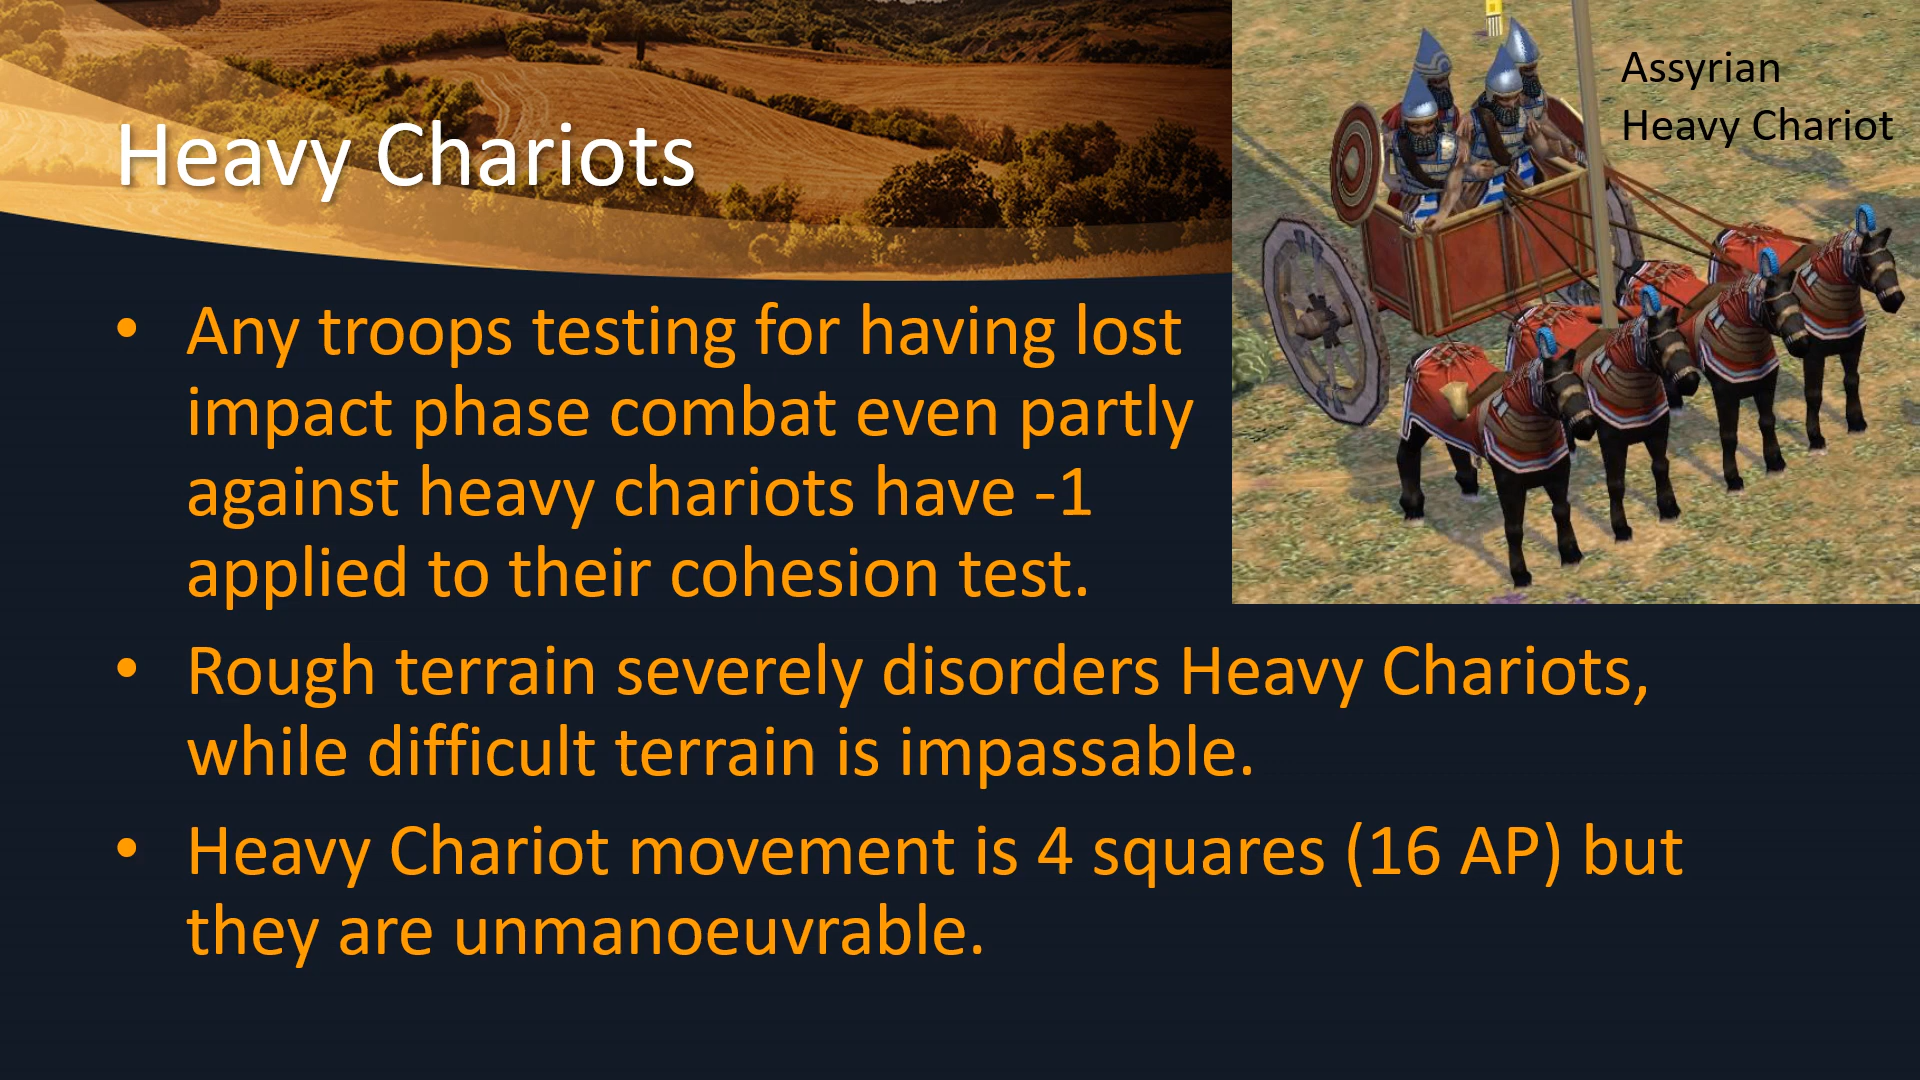 Heavy Chariots
Assyrian
Heavy Chariot
• Any troops testing for having lost
impact phase combat even partly
against heavy chariots have -1
applied to their cohesion test.
• Rough terrain severely disorders Heavy Chariots,
while difficult terrain is impassable.
• Heavy Chariot movement is 4 squares (16 AP) but
they are unmanoeuvrable.